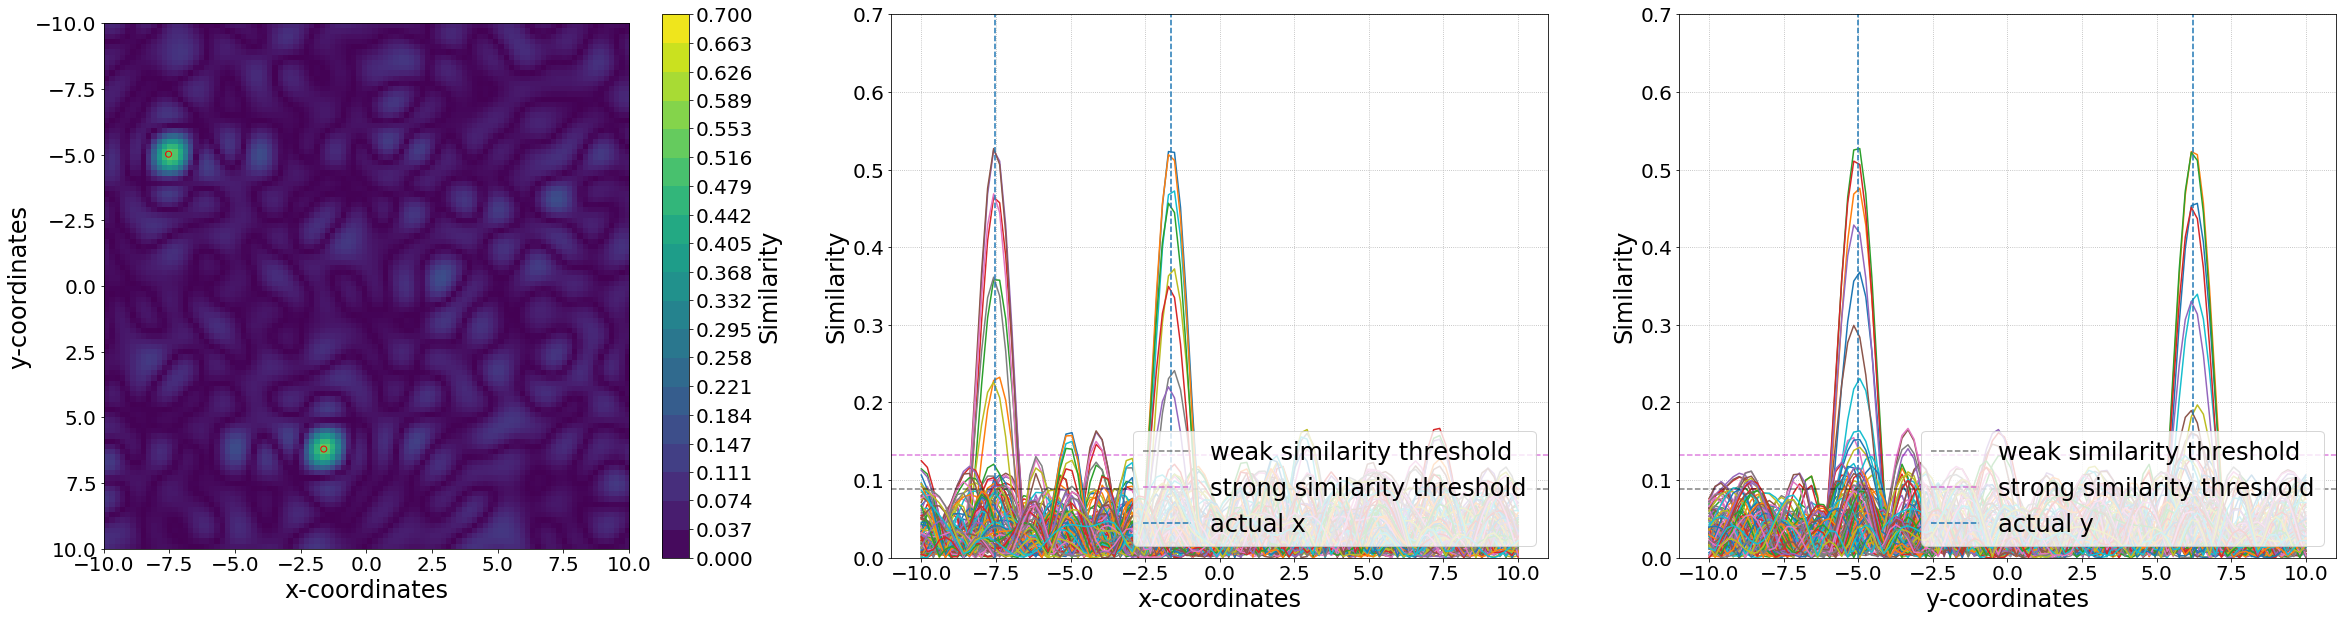 −10.0
−7.5
−5.0
−2.5
0.0
2.5
5.0
7.5
10.0
y-coordinates
−10.0 −7.5 −5.0 −2.5 0.0 2.5 5.0 7.5 10.0
x-coordinates
0.700
0.663
0.626
0.589
0.553
0.516
0.479
0.442
0.405
0.368
0.332
0.295
0.258
0.221
0.184
0.147
0.111
0.074
0.037
0.000
Similarity
0.7
0.6
0.5
0.4
0.3
0.2
0.1
0.0
Similarity
weak similarity threshold
strong similarity threshold
actual x
−10.0 −7.5 −5.0 −2.5 0.0 2.5 5.0 7.5 10.0
x-coordinates
0.7
0.6
0.5
0.4
0.3
0.2
0.1
0.0
Similarity
weak similarity threshold
strong similarity threshold
actual y
−10.0 −7.5 −5.0 −2.5 0.0 2.5 5.0 7.5 10.0
y-coordinates